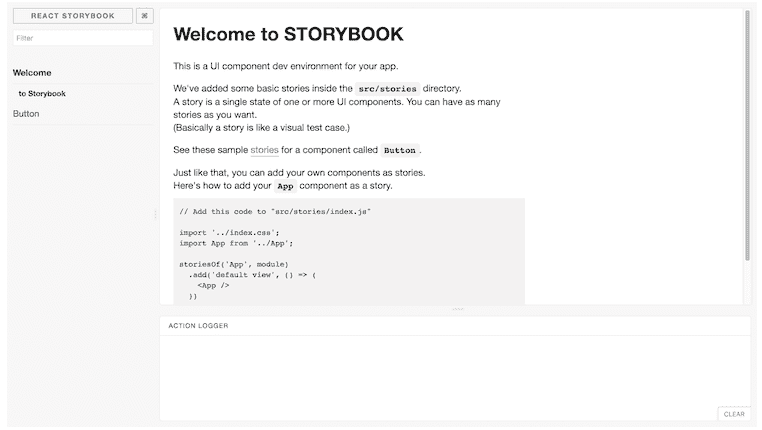 REACT STORYBOOK
⌘
Filter
Welcome
to Storybook
Button
Welcome to STORYBOOK
This is a UI component dev environment for your app.
We've added some basic stories inside the src/stories directory.
A story is a single state of one or more UI components. You can have as many
stories as you want.
(Basically a story is like a visual test case.)
See these sample stories for a component called Button.
Just like that, you can add your own components as stories.
Here's how to add your App component as a story.
// Add this code to "src/stories/index.js"
import '../index.css';
import App from '../App';
storiesOf('App', module)
  .add('default view', () => (
    <App />
  ))
ACTION LOGGER
CLEAR